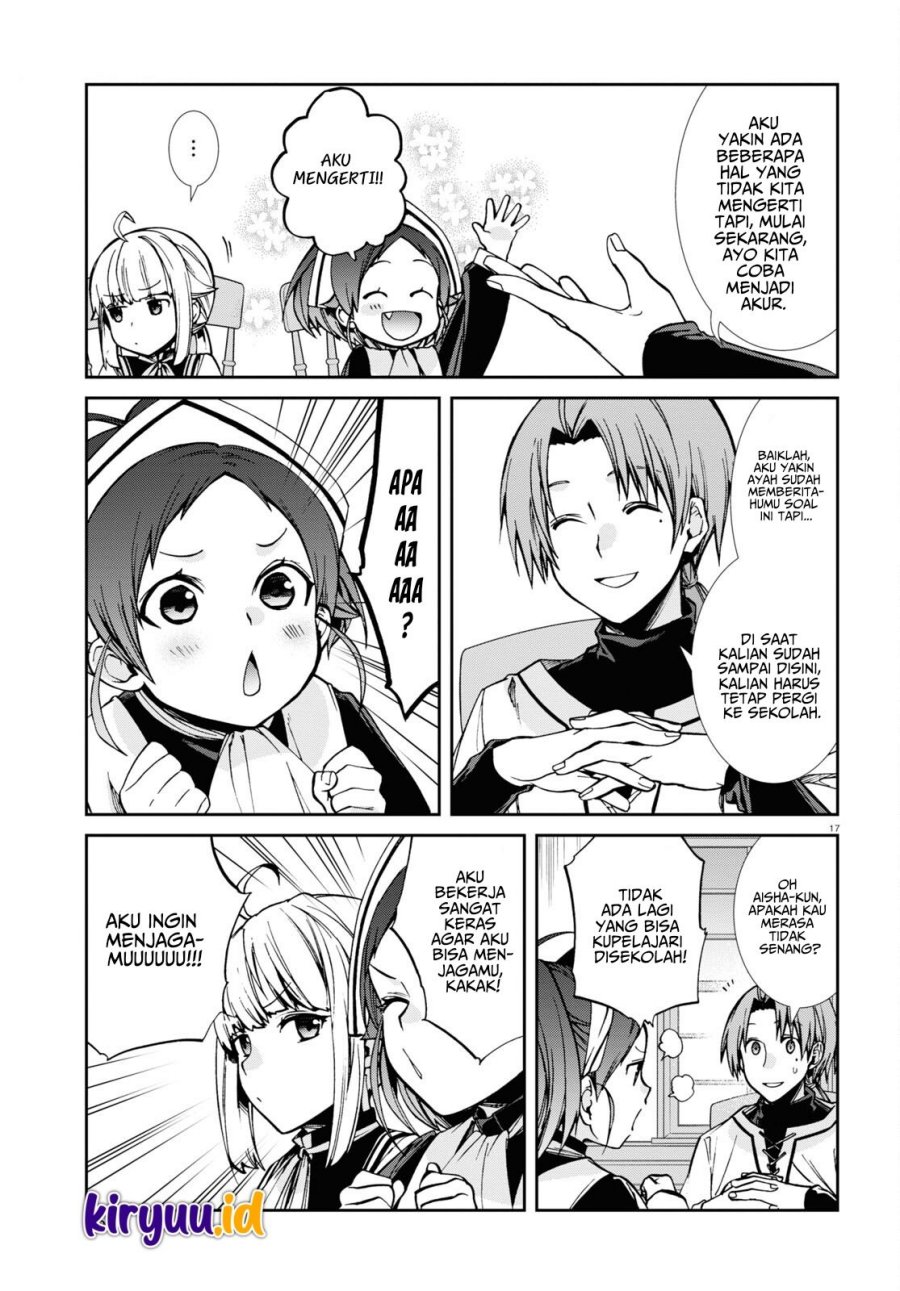 AKU
YAKIN ADA
BEBERAPA
HAL YANG
TIDAK KITA
MENGERTI
TAPI, MULAI
SEKARANG,
AYO KITA
COBA
MENJADI
AKUR.
AKU
MENGERTI!!
...
BAIKLAH,
AKU YAKIN
AYAH SUDAH
MEMBERITA-
HUMU SOAL
INI TAPI...
DI SAAT
KALIAN SUDAH
SAMPAI DISINI,
KALIAN HARUS
TETAP PERGI
KE SEKOLAH.
APA
AA
AA
AAA
?
17
OH
AISHA-KUN,
APAKAH KAU
MERASA
TIDAK
SENANG?
TIDAK
ADA LAGI
YANG BISA
KUPELAJARI
DISEKOLAH!
AKU
BEKERJA
SANGAT
KERAS
AGAR AKU
BISA MEN-
JAGAMU,
KAKAK!
AKU INGIN
MENJAGA-
MUUUUUU!!!
kiryuu.id